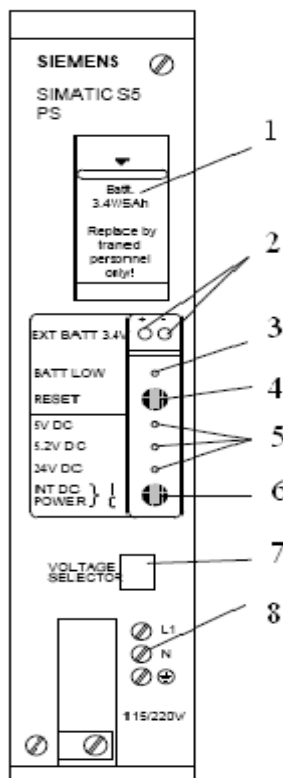 SIEMENS
SIMATIC S5
PS
1
Batt.
3.4V/5Ah
Replace by
traned
personnel
only!
2
+ -
EXT BATT 3.4V
3
BATT LOW
4
RESET
5V DC
5
5.2V DC
24V DC
6
INT DC
POWER
7
VOLTAGE
SELECTOR
8
L1
N
115/220V